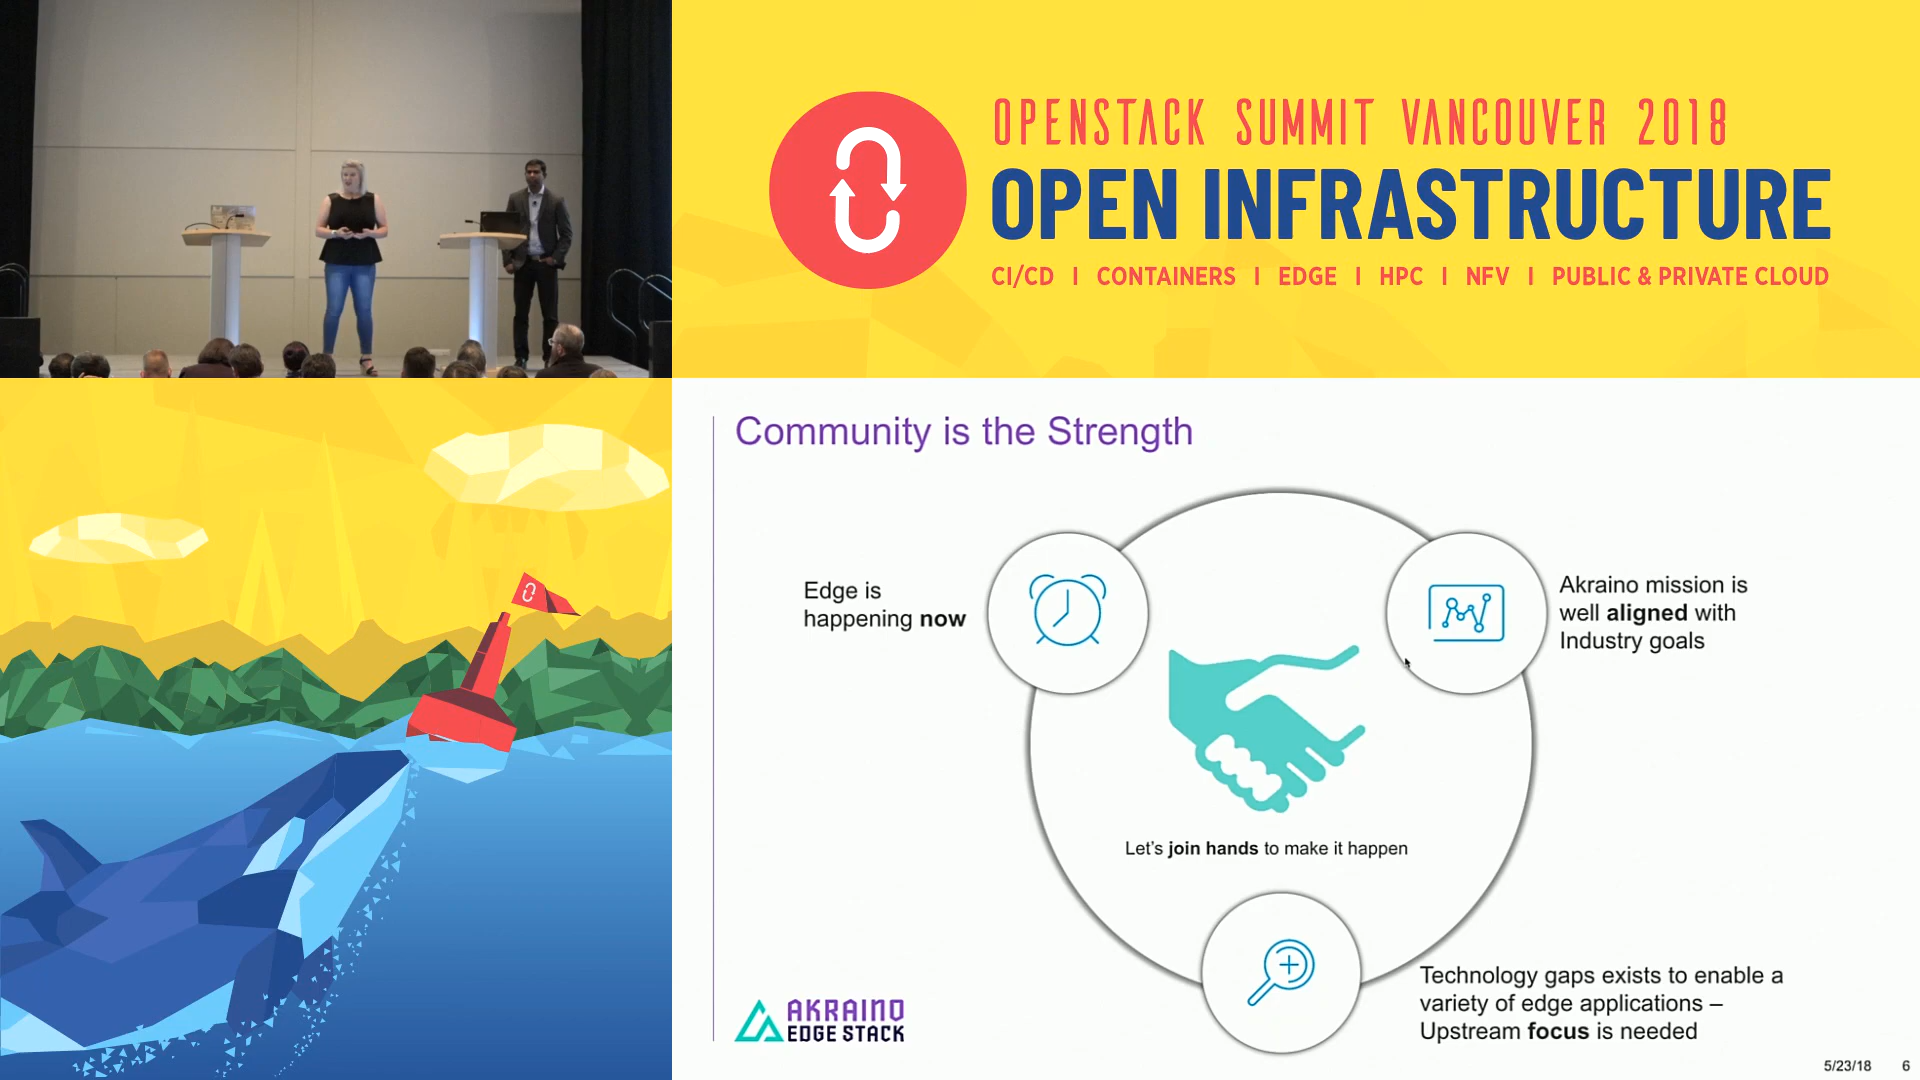 OPENSTACK SUMMIT VANCOUVER 2018
OPEN INFRASTRUCTURE
CI/CD | CONTAINERS | EDGE | HPC | NFV | PUBLIC & PRIVATE CLOUD
Community is the Strength
Edge is
happening now
Akraino mission is
well aligned with
Industry goals
Let's join hands to make it happen
Technology gaps exists to enable a
variety of edge applications –
Upstream focus is needed
AKRAINO
EDGE STACK
5/23/18 6